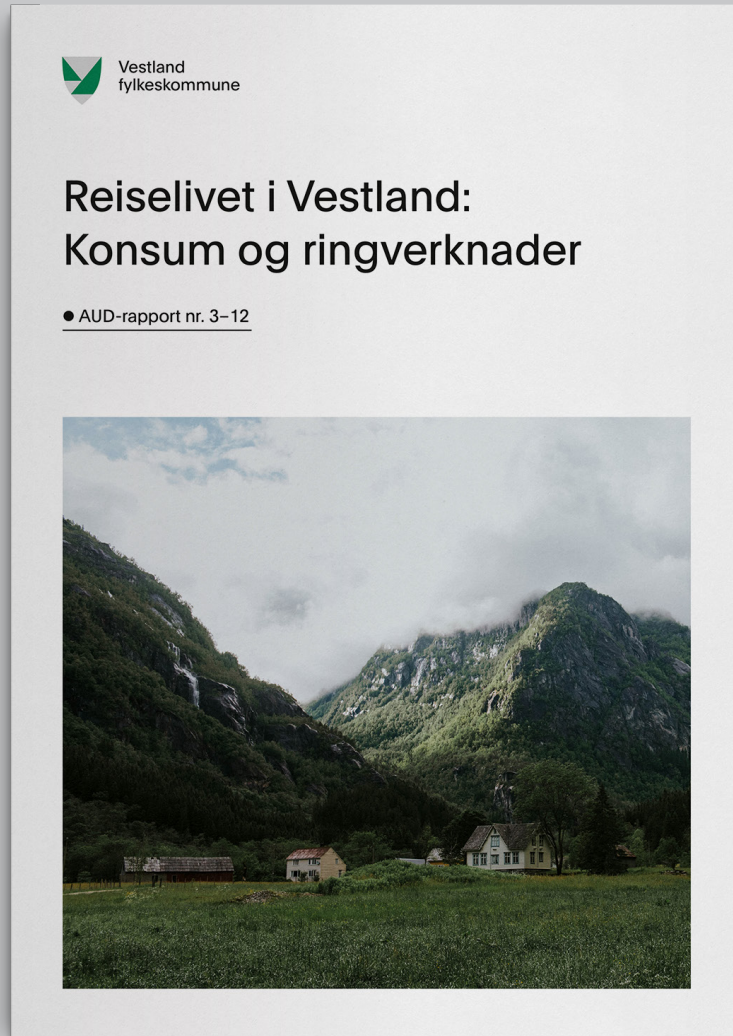 Vestland
fylkeskommune
Reiselivet i Vestland:
Konsum og ringverknader
● AUD-rapport nr. 3–12